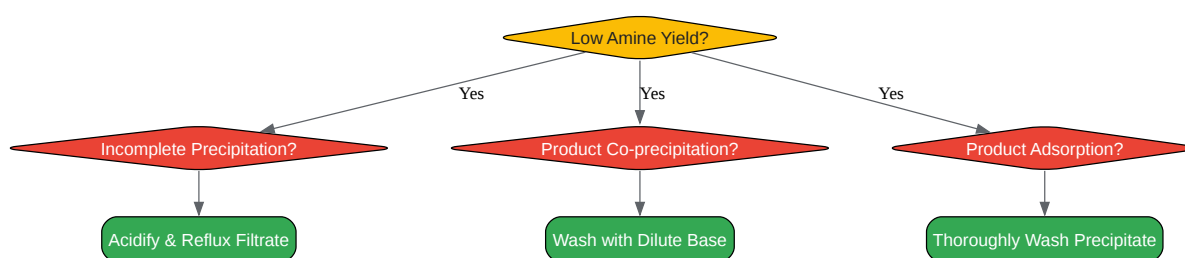 Low Amine Yield?
Yes
Yes
Yes
Incomplete Precipitation?
Product Co-precipitation?
Product Adsorption?
Acidify & Reflux Filtrate
Wash with Dilute Base
Thoroughly Wash Precipitate